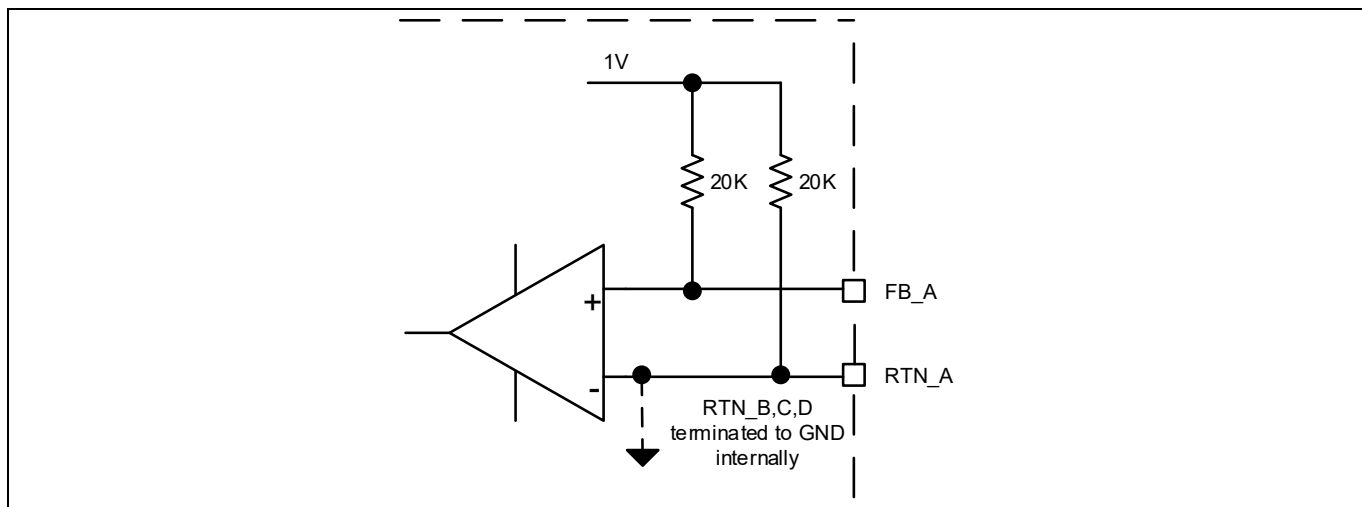 1V
20K
20K
+
FB_A
-
RTN_A
RTN_B,C,D
terminated to GND
internally